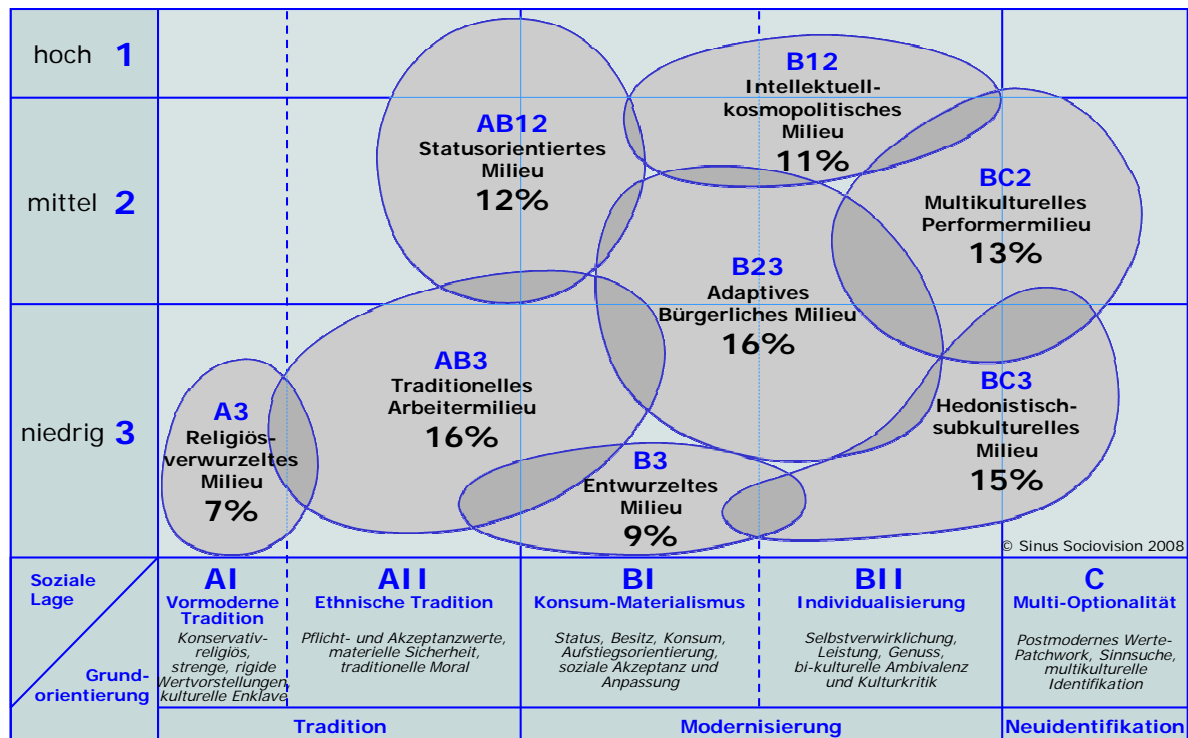 hoch 1
mittel 2
niedrig 3
B12
Intellektuell-
kosmopolitisches
Milieu
11%
AB12
Statusorientiertes
Milieu
12%
BC2
Multikulturelles
Performermilieu
13%
B23
Adaptives
Bürgerliches Milieu
16%
AB3
Traditionelles
Arbeitermilieu
16%
A3
Religiös-
verwurzeltes
Milieu
7%
B3
Entwurzeltes
Milieu
9%
BC3
Hedonistisch-
subkulturelles
Milieu
15%
© Sinus Sociovision 2008
Soziale
Lage
Grund-
orientierung
AI
Vormoderne
Tradition
Konservativ-
religiös,
strenge, rigide
Wertvorstellungen,
kulturelle Enklave
AII
Ethnische Tradition
Pflicht- und Akzeptanzwerte,
materielle Sicherheit,
traditionelle Moral
BI
Konsum-Materialismus
Status, Besitz, Konsum,
Aufstiegsorientierung,
soziale Akzeptanz und
Anpassung
BII
Individualisierung
Selbstverwirklichung,
Leistung, Genuss,
bi-kulturelle Ambivalenz
und Kulturkritik
C
Multi-Optionalität
Postmodernes Werte-
Patchwork, Sinnsuche,
multikulturelle
Identifikation
Tradition
Modernisierung
Neuidentifikation